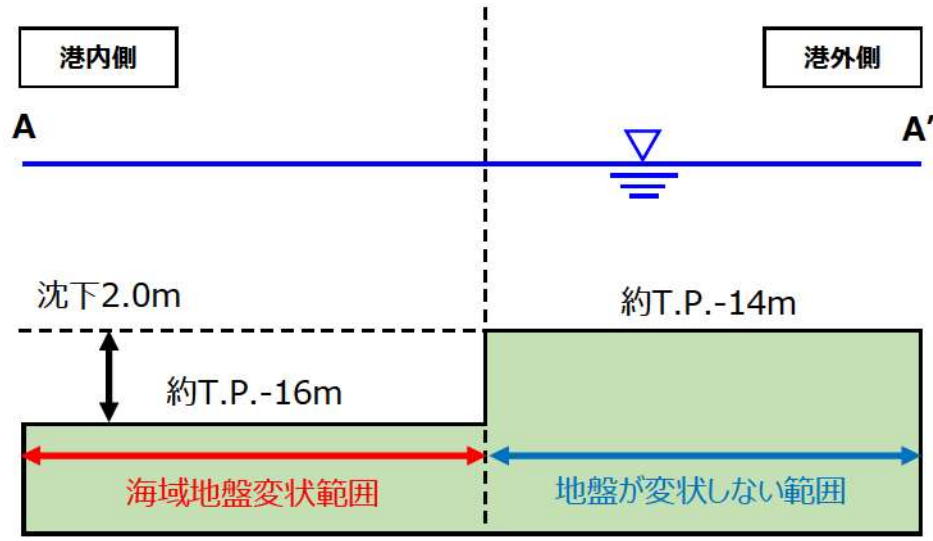 港内側
港外側
A
A’
沈下2.0m
約T.P.-14m
約T.P.-16m
海域地盤変状範囲
地盤が変状しない範囲